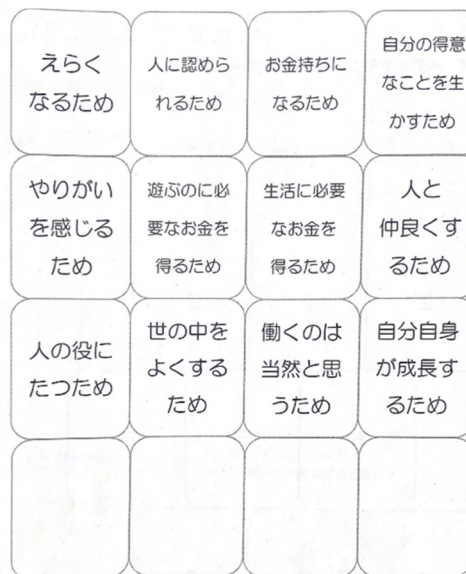 えらく
なるため
人に認めら
れるため
お金持ちに
なるため
自分の得意
なことを生
かすため
やりがい
を感じる
ため
遊ぶのに必
要なお金を
得るため
生活に必要
なお金を
得るため
人と
仲良くす
るため
人の役に
たつため
世の中を
よくする
ため
働くのは
当然と思
うため
自分自身
が成長す
るため